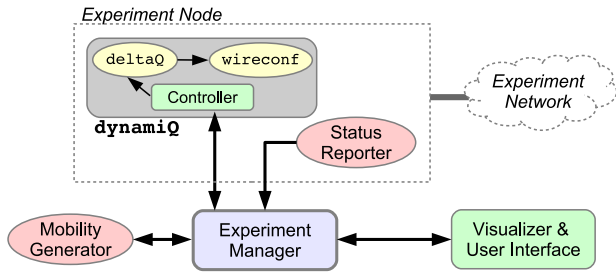 Experiment Node
deltaQ
wireconf
Controller
dynamiQ
Status
Reporter
Experiment
Network
Mobility
Generator
Experiment
Manager
Visualizer &
User Interface